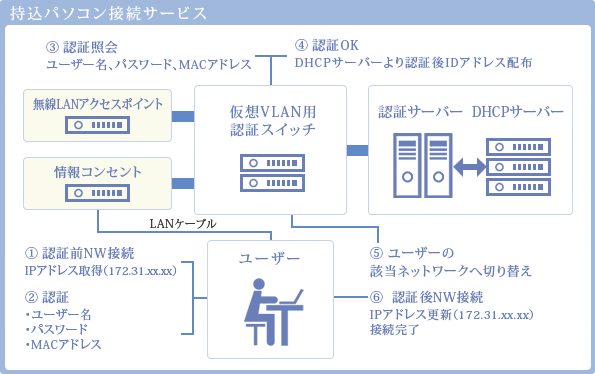 持込パソコン接続サービス
③ 認証照会
ユーザー名、パスワード、MACアドレス
④ 認証OK
DHCPサーバーより認証後IDアドレス配布
無線LANアクセスポイント
情報コンセント
仮想VLAN用
認証スイッチ
認証サーバー DHCPサーバー
LANケーブル
① 認証前NW接続
IPアドレス取得(172.31.xx.xx)
② 認証
・ユーザー名
・パスワード
・MACアドレス
ユーザー
⑤ ユーザーの
該当ネットワークへ切り替え
⑥ 認証後NW接続
IPアドレス更新(172.31.xx.xx)
接続完了